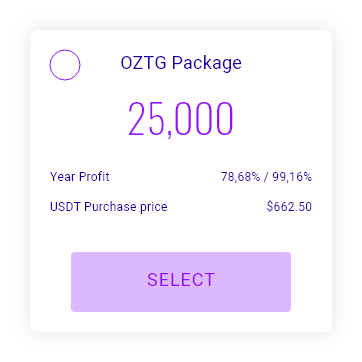 OZTG Package
25,000
Year Profit 78,68% / 99,16%
USDT Purchase price $662.50
SELECT